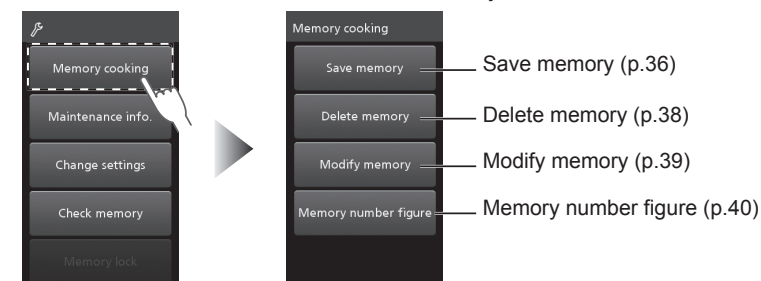 Memory cooking
Maintenance info.
Change settings
Check memory
Memory lock
Memory cooking
Save memory
Delete memory
Modify memory
Memory number figure
Save memory (p.36)
Delete memory (p.38)
Modify memory (p.39)
Memory number figure (p.40)